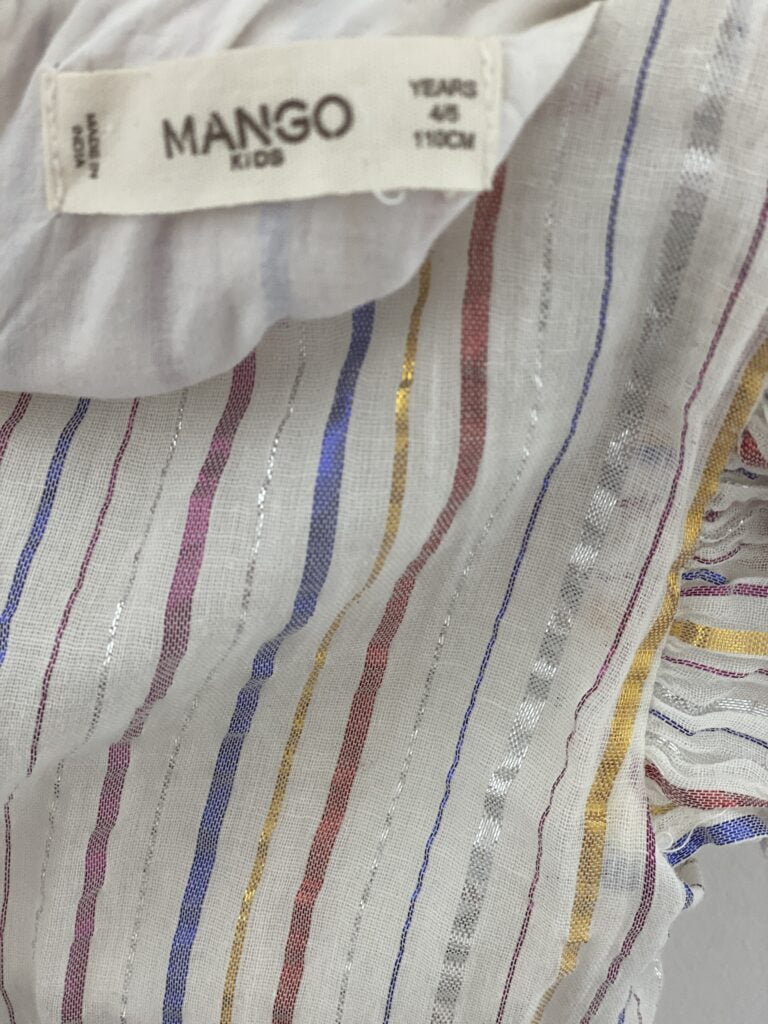 MADE IN
INDIA
MANGO
KIDS
YEARS
4/5
110CM